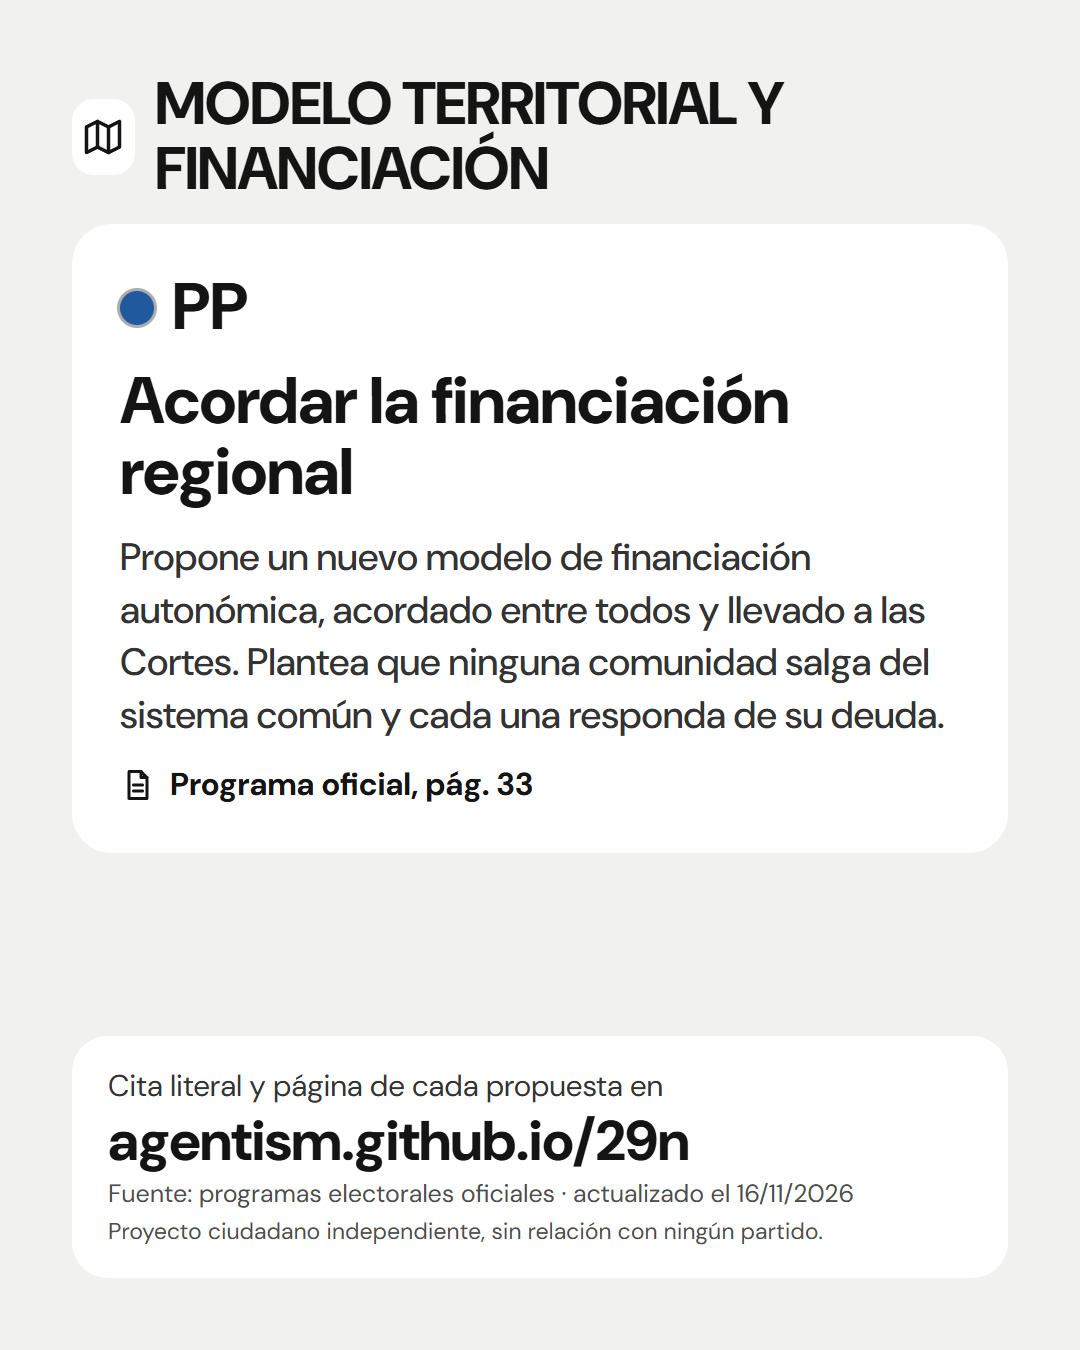 MODELO TERRITORIAL Y
FINANCIACIÓN
PP
Acordar la financiación
regional
Propone un nuevo modelo de financiación
autonómica, acordado entre todos y llevado a las
Cortes. Plantea que ninguna comunidad salga del
sistema común y cada una responda de su deuda.
Programa oficial, pág. 33
Cita literal y página de cada propuesta en
agentism.github.io/29n
Fuente: programas electorales oficiales · actualizado el 16/11/2026
Proyecto ciudadano independiente, sin relación con ningún partido.